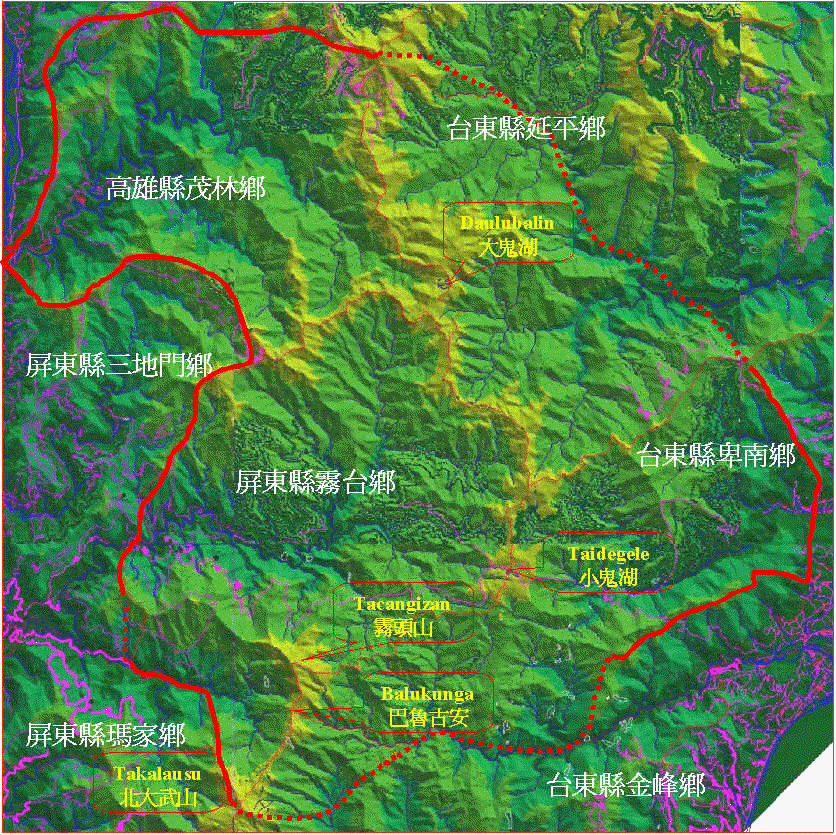 台東縣延平鄉
高雄縣茂林鄉
Daulubalin
大鬼湖
屏東縣三地門鄉
台東縣卑南鄉
屏東縣霧台鄉
Taidegele
小鬼湖
Tacangizan
霧頭山
Balukunga
巴魯古安
屏東縣瑪家鄉
Takalausu
北大武山
台東縣金峰鄉